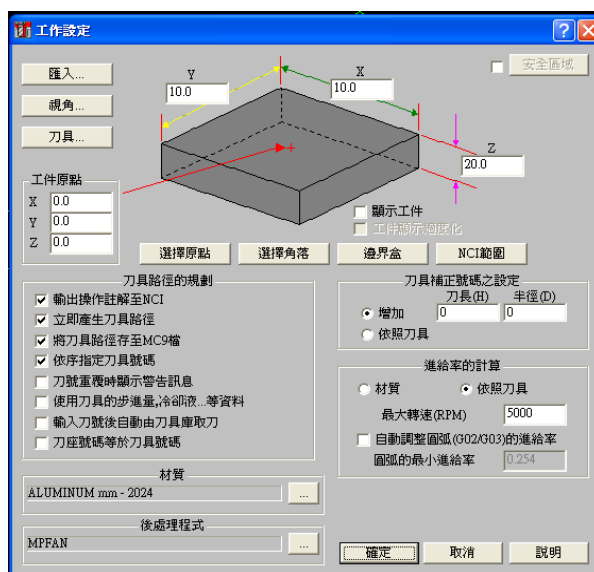 工作設定
匯入...
視角...
刀具...
Y
10.0
X
10.0
Z
20.0
安全區域
工件原點
X 0.0
Y 0.0
Z 0.0
顯示工件
工件顯示適度化
選擇原點 選擇角落 邊界盒 NCI範圍
刀具路徑的規劃
輸出操作註解至NCI
立即產生刀具路徑
將刀具路徑存至MC9檔
依序指定刀具號碼
刀號重覆時顯示警告訊息
使用刀具的步進量,冷卻液...等資料
輸入刀號後自動由刀具庫取刀
刀座號碼等於刀具號碼
刀具補正號碼之設定
刀長(H) 半徑(D)
增加 0 0
依照刀具
進給率的計算
材質 依照刀具
最大轉速(RPM) 5000
自動調整圓弧(G02/G03)的進給率
圓弧的最小進給率 0.254
材質
ALUMINUM mm - 2024 ...
後處理程式
MPFAN ...
確定 取消 說明